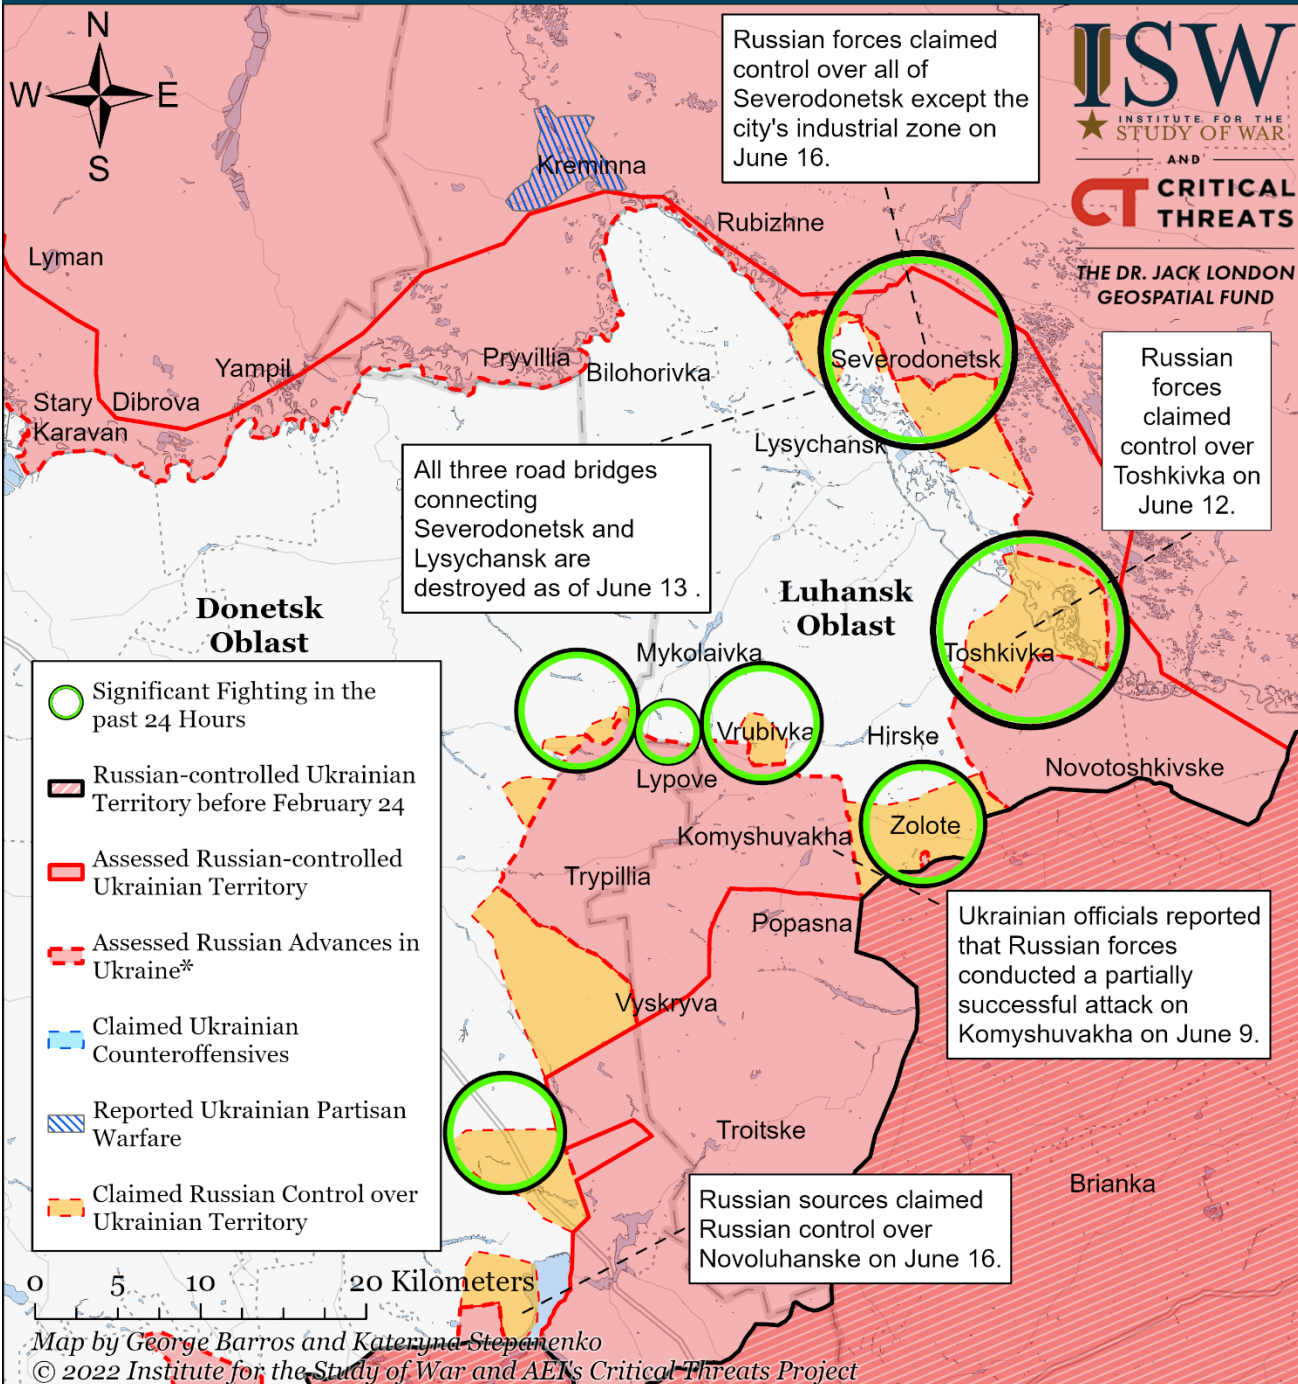 N
W
E
S
Russian forces claimed
control over all of
Severodonetsk except the
city's industrial zone on
June 16.
ISW
INSTITUTE FOR THE
STUDY OF WAR
AND
CT CRITICAL
THREATS
THE DR. JACK LONDON
GEOSPATIAL FUND
Kreminna
Rubizhne
Lyman
Russian
forces
claimed
control over
Toshkivka on
June 12.
Severodonetsk
Pryvillia
Bilohorivka
Yampil
Stary
Karavan
Dibrova
Lysychansk
All three road bridges
connecting
Severodonetsk and
Lysychansk are
destroyed as of June 13 .
Donetsk
Oblast
Luhansk
Oblast
Mykolaivka
Toshkivka
Vrubivka
Hirske
Lypove
Novotoshkivske
Komyshuvakha
Zolote
Trypillia
Popasna
Ukrainian officials reported
that Russian forces
conducted a partially
successful attack on
Komyshuvakha on June 9.
Vyskryva
Troitske
Brianka
Russian sources claimed
Russian control over
Novoluhanske on June 16.
Significant Fighting in the
past 24 Hours
Russian-controlled Ukrainian
Territory before February 24
Assessed Russian-controlled
Ukrainian Territory
Assessed Russian Advances in
Ukraine*
Claimed Ukrainian
Counteroffensives
Reported Ukrainian Partisan
Warfare
Claimed Russian Control over
Ukrainian Territory
0 5 10 20 Kilometers
Map by George Barros and Kateryna Stepanenko
© 2022 Institute for the Study of War and AEI's Critical Threats Project